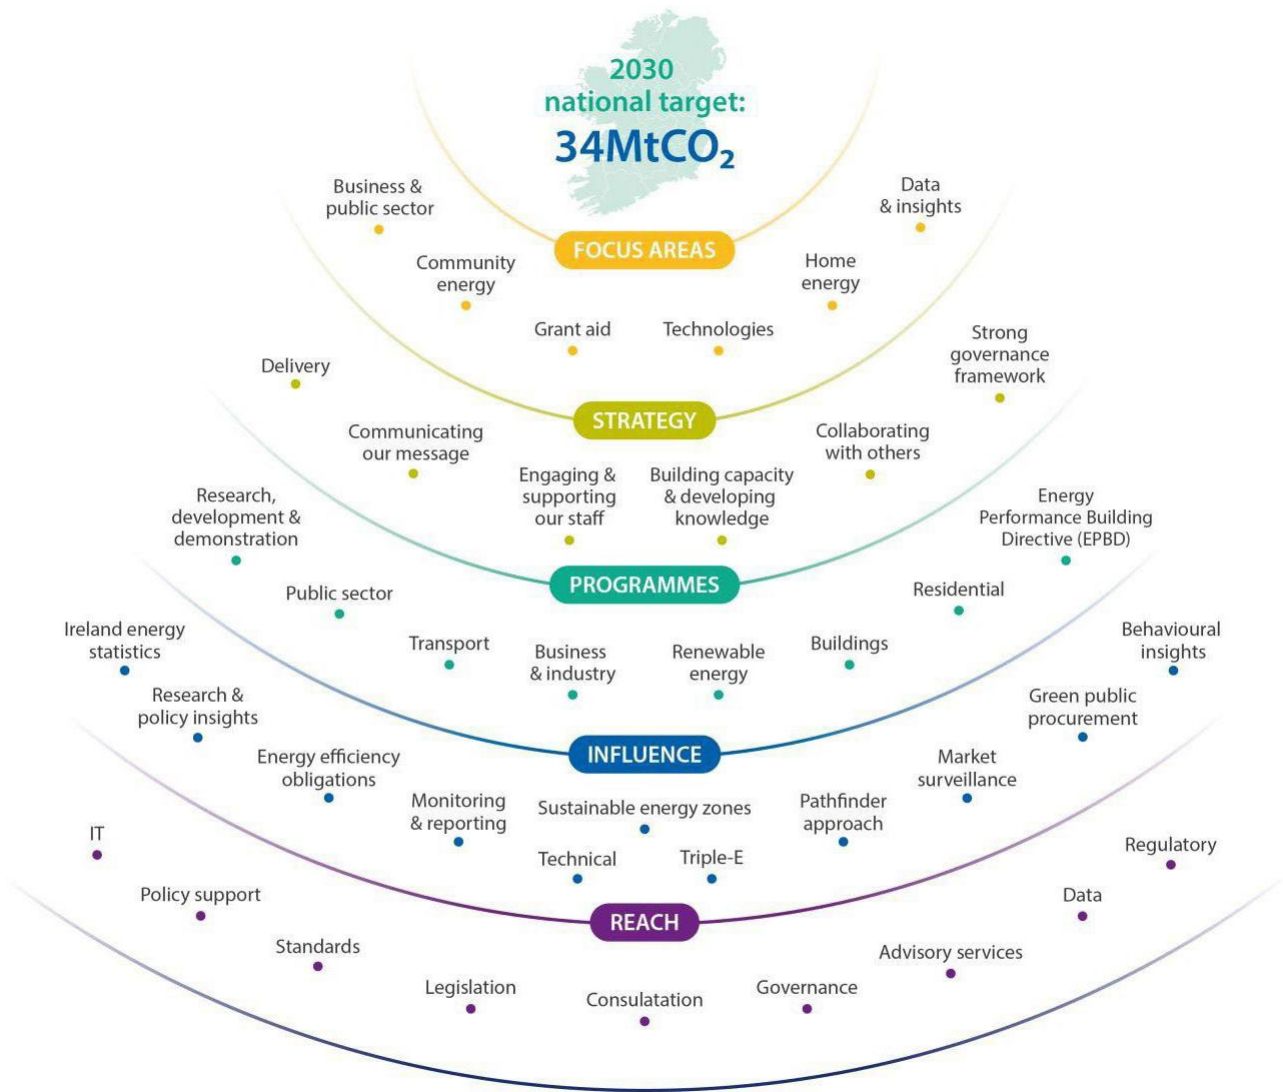 2030
national target:
34MtCO₂
Business &
public sector
Data
& insights
FOCUS AREAS
Community
energy
Home
energy
Grant aid
Technologies
Delivery
Strong
governance
framework
STRATEGY
Communicating
our message
Collaborating
with others
Engaging &
supporting
our staff
Building capacity
& developing
knowledge
Research,
development &
demonstration
Energy
Performance Building
Directive (EPBD)
PROGRAMMES
Public sector
Residential
Transport
Business
& industry
Renewable
energy
Buildings
Ireland energy
statistics
Behavioural
insights
Research &
policy insights
Green public
procurement
INFLUENCE
Energy efficiency
obligations
Market
surveillance
Monitoring
& reporting
Sustainable energy zones
Pathfinder
approach
Technical
Triple-E
IT
Regulatory
Policy support
Data
REACH
Standards
Advisory services
Legislation
Consulatation
Governance